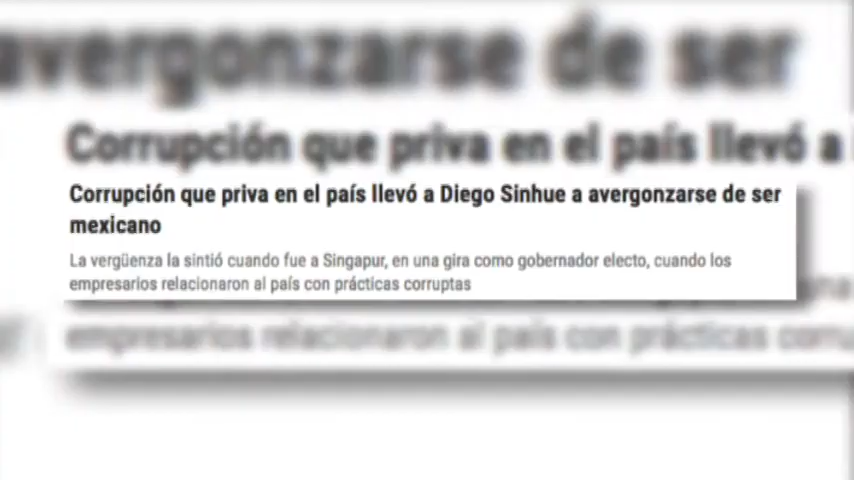 avergonzarse de ser
Corrupción que priva en el país llevó a
Corrupción que priva en el país llevó a Diego Sinhue a avergonzarse de ser
mexicano
La vergüenza la sintió cuando fue a Singapur, en una gira como gobernador electo, cuando los
empresarios relacionaron al país con prácticas corruptas
empresarios relacionaron al país con prácticas